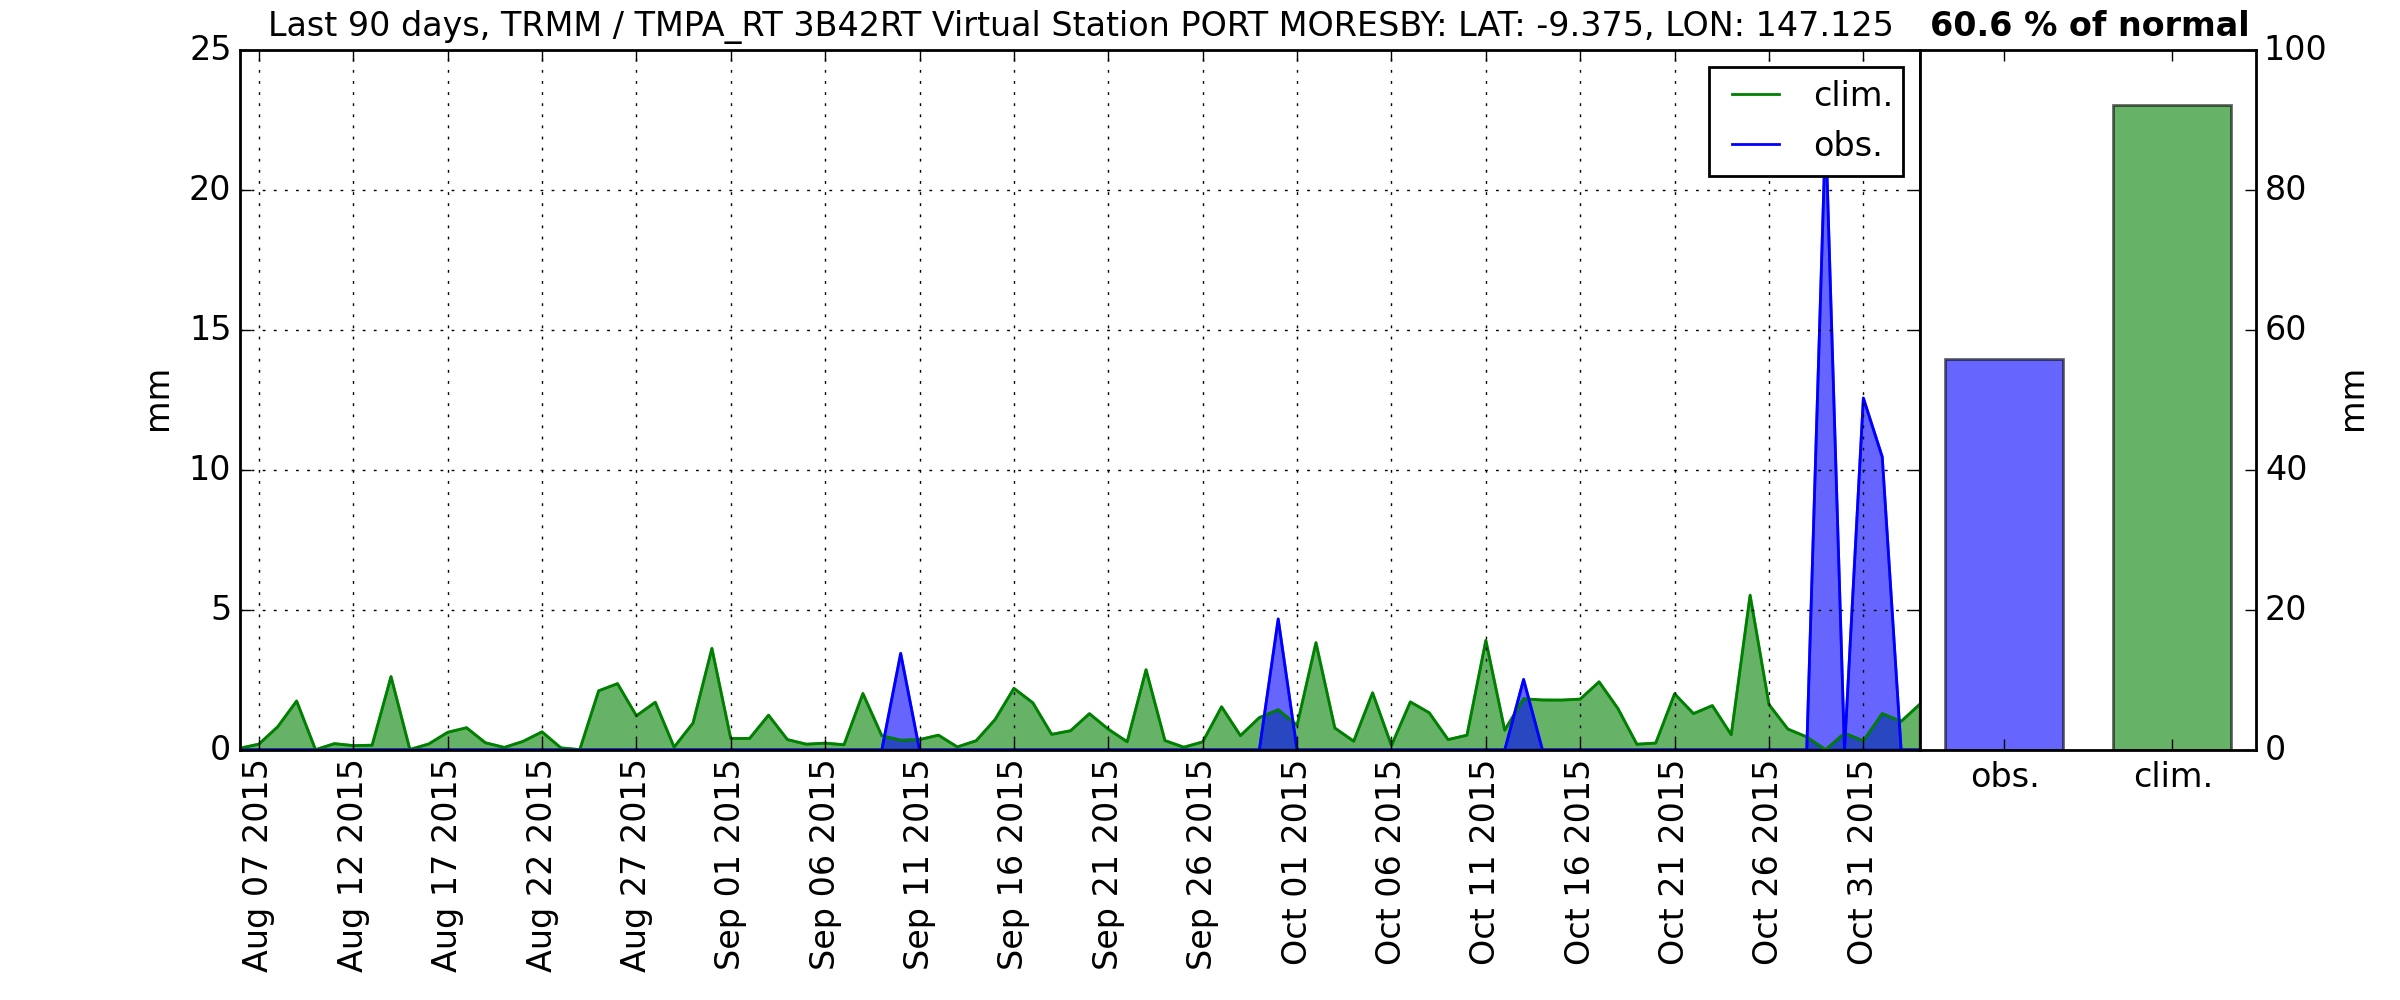 Last 90 days, TRMM / TMPA_RT 3B42RT Virtual Station PORT MORESBY: LAT: -9.375, LON: 147.125
60.6 % of normal
25
20
15
10
5
0
mm
clim.
obs.
100
80
60
40
20
0
mm
obs.
clim.
Aug 07 2015
Aug 12 2015
Aug 17 2015
Aug 22 2015
Aug 27 2015
Sep 01 2015
Sep 06 2015
Sep 11 2015
Sep 16 2015
Sep 21 2015
Sep 26 2015
Oct 01 2015
Oct 06 2015
Oct 11 2015
Oct 16 2015
Oct 21 2015
Oct 26 2015
Oct 31 2015